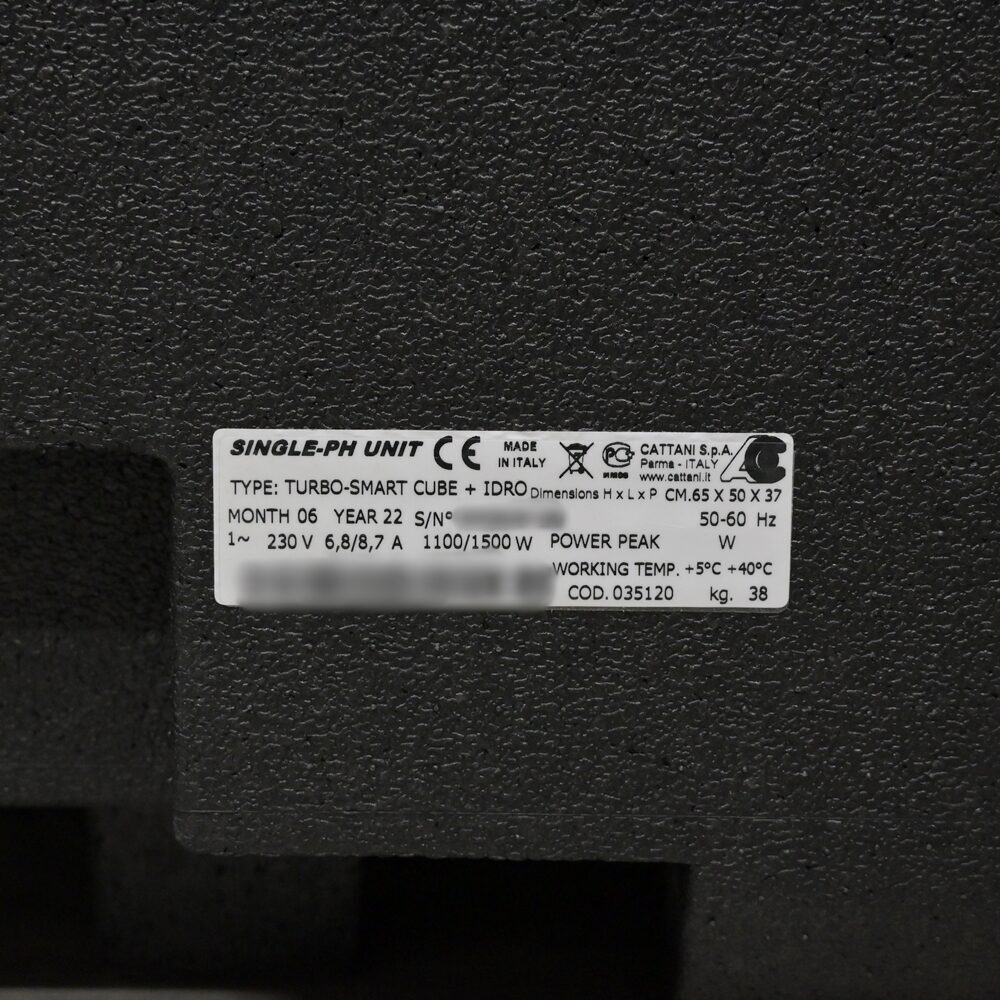 SINGLE-PH UNIT CE MADE IN ITALY CATTANI S.p.A.
Parma - ITALY
www.cattani.it
TYPE: TURBO-SMART CUBE + IDRO Dimensions H x L x P CM.65 X 50 X 37
MONTH 06 YEAR 22 S/N° 50-60 Hz
1~ 230 V 6,8/8,7 A 1100/1500 W POWER PEAK W
WORKING TEMP. +5°C +40°C
COD. 035120 kg. 38